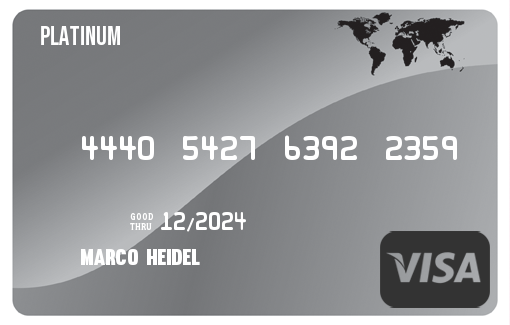 PLATINUM
4440 5427 6392 2359
GOOD THRU 12/2024
MARCO HEIDEL
VISA